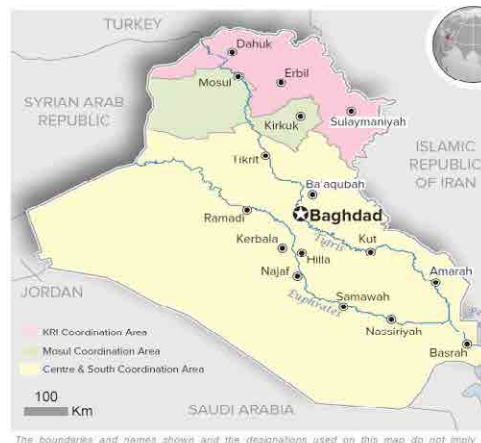 TURKEY
Dahuk
Mosul
Erbil
SYRIAN ARAB
REPUBLIC
Kirkuk
Sulaymaniyah
Tikrit
ISLAMIC
REPUBLIC
OF IRAN
Ba'aqubah
Ramadi
Baghdad
Tigris
Kerbala
Hilla
Kut
Najaf
Amarah
JORDAN
Euphrates
Samawah
Nassiriyah
Basrah
KRI Coordination Area
Mosul Coordination Area
Centre & South Coordination Area
100
Km
SAUDI ARABIA
The boundaries and names shown and the designations used on this map do not imply